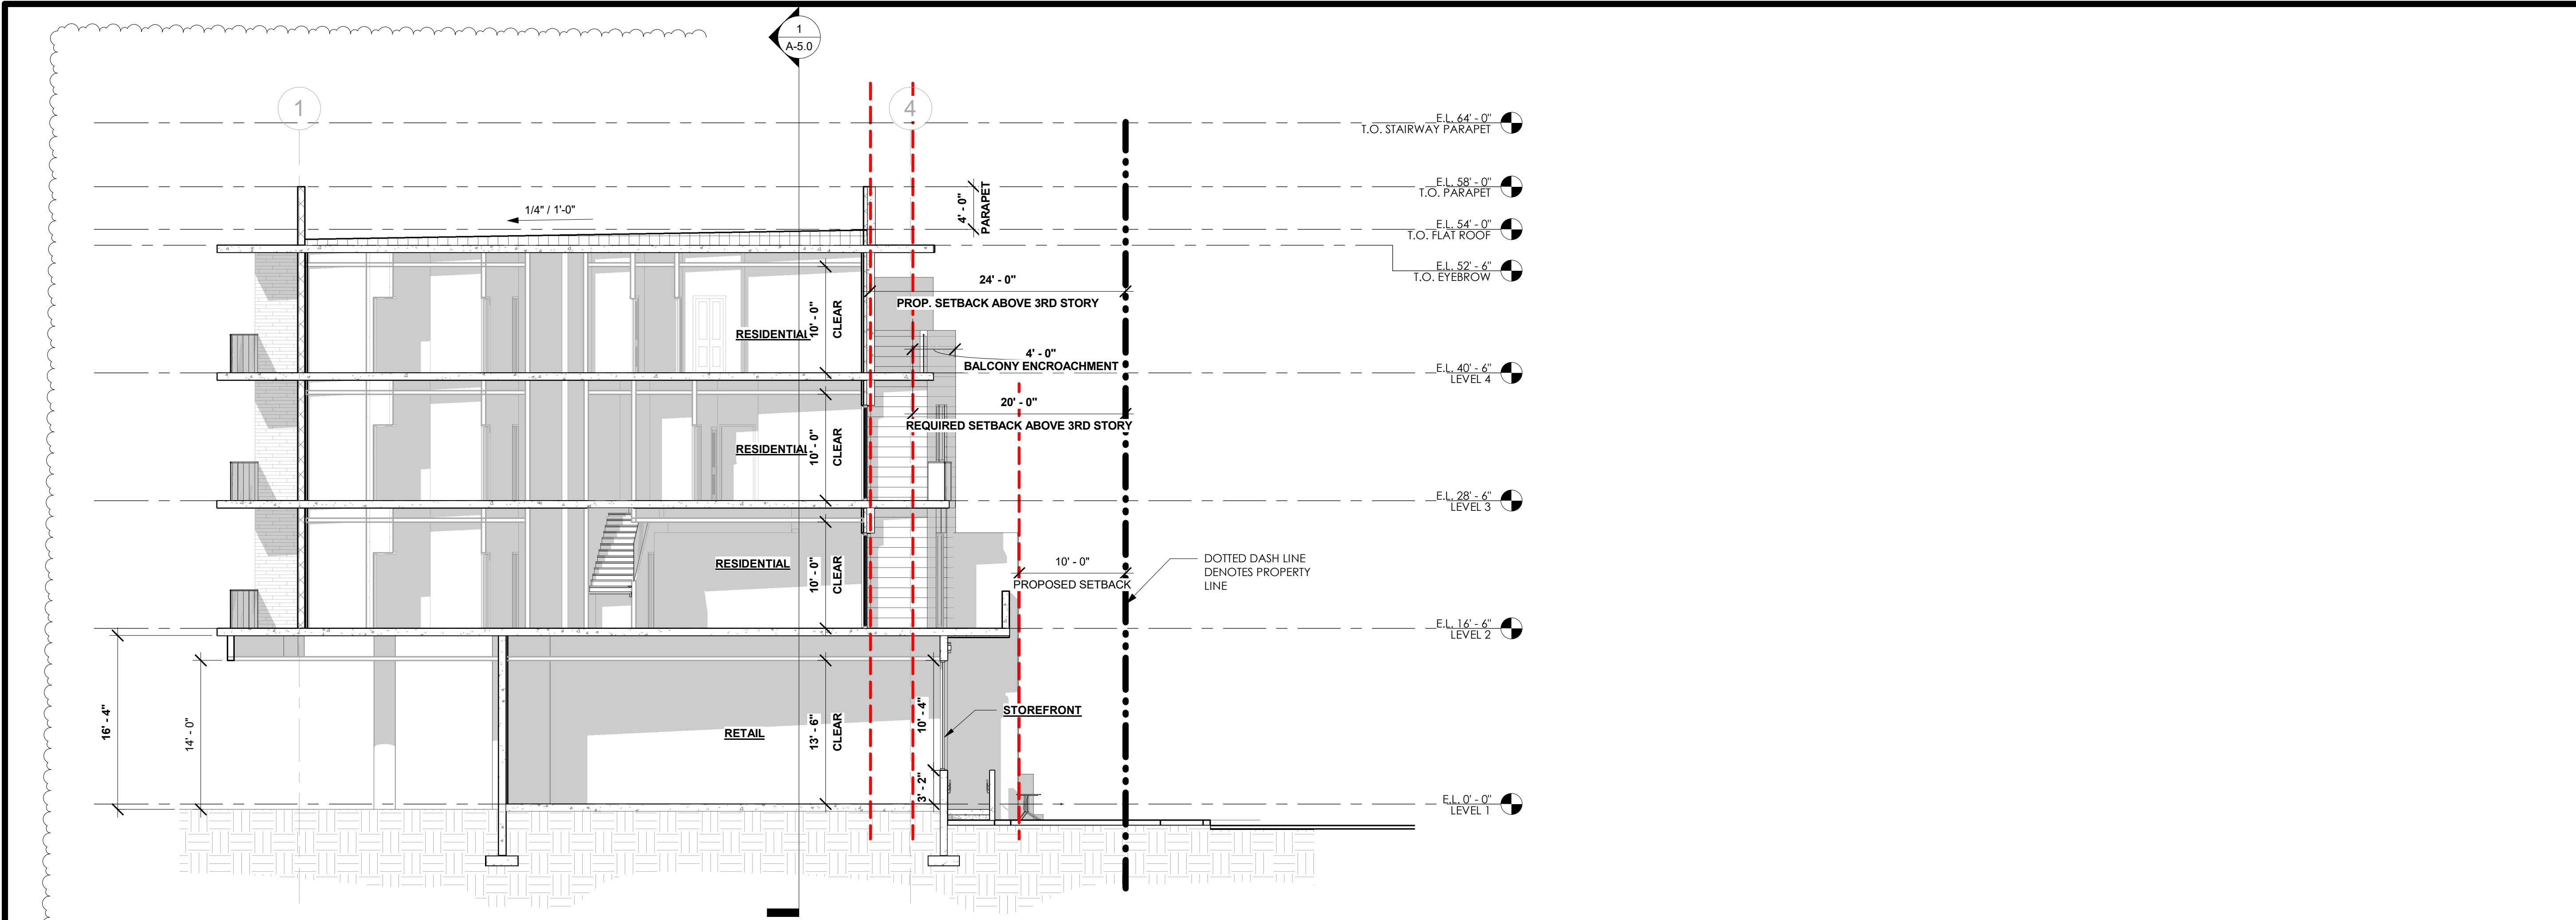 1
A-5.0
1
4
E.L. 64' - 0"
T.O. STAIRWAY PARAPET
E.L. 58' - 0"
T.O. PARAPET
4' - 0"
PARAPET
1/4" / 1'-0"
E.L. 54' - 0"
T.O. FLAT ROOF
E.L. 52' - 6"
T.O. EYEBROW
24' - 0"
PROP. SETBACK ABOVE 3RD STORY
RESIDENTIAL
10' - 0"
CLEAR
4' - 0"
BALCONY ENCROACHMENT
E.L. 40' - 6"
LEVEL 4
20' - 0"
REQUIRED SETBACK ABOVE 3RD STORY
RESIDENTIAL
10' - 0"
CLEAR
E.L. 28' - 6"
LEVEL 3
RESIDENTIAL
10' - 0"
CLEAR
10' - 0"
PROPOSED SETBACK
DOTTED DASH LINE
DENOTES PROPERTY
LINE
E.L. 16' - 6"
LEVEL 2
16' - 4"
14' - 0"
RETAIL
13' - 6"
CLEAR
10' - 4"
STOREFRONT
3' - 2"
E.L. 0' - 0"
LEVEL 1